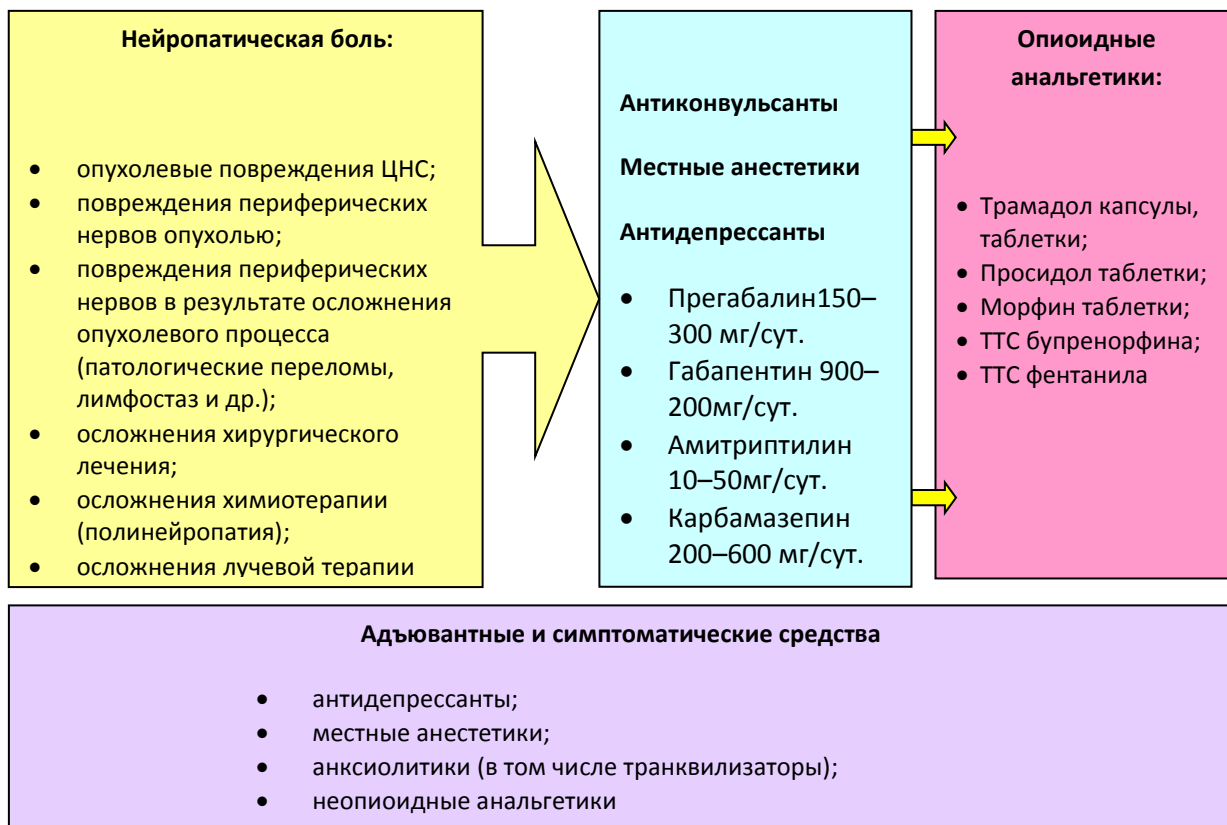 Нейропатическая боль:
• опухолевые повреждения ЦНС;
• повреждения периферических
нервов опухолью;
• повреждения периферических
нервов в результате осложнения
опухолевого процесса
(патологические переломы,
лимфостаз и др.);
• осложнения хирургического
лечения;
• осложнения химиотерапии
(полинейропатия);
• осложнения лучевой терапии
Антиконвульсанты
Местные анестетики
Антидепрессанты
• Прегабалин150–
300 мг/сут.
• Габапентин 900–
200мг/сут.
• Амитриптилин
10–50мг/сут.
• Карбамазепин
200–600 мг/сут.
Опиоидные
анальгетики:
• Трамадол капсулы,
таблетки;
• Просидол таблетки;
• Морфин таблетки;
• ТТС бупренорфина;
• ТТС фентанила
Адъювантные и симптоматические средства
• антидепрессанты;
• местные анестетики;
• анксиолитики (в том числе транквилизаторы);
• неопиоидные анальгетики